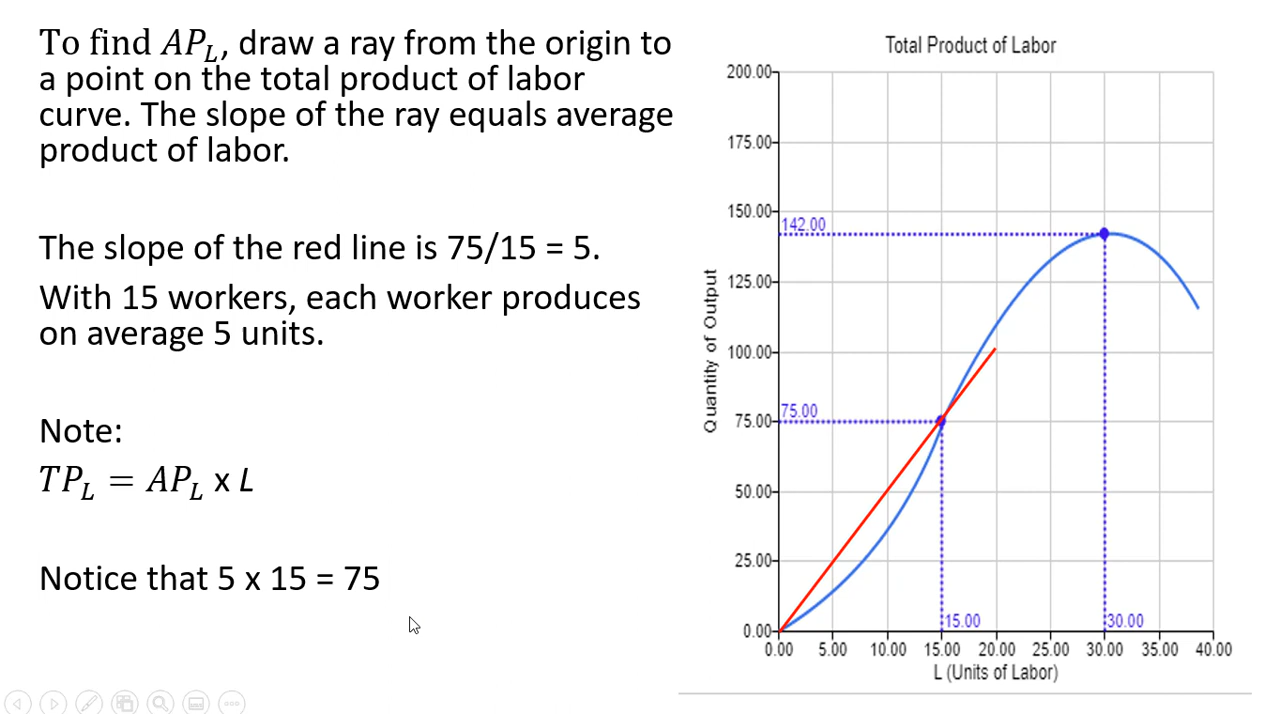 To find APL, draw a ray from the origin to
a point on the total product of labor
curve. The slope of the ray equals average
product of labor.
The slope of the red line is 75/15 = 5.
With 15 workers, each worker produces
on average 5 units.
Note:
TPL = APL x L
Notice that 5 x 15 = 75
Total Product of Labor
Quantity of Output
200.00
175.00
150.00
142.00
125.00
100.00
75.00
75.00
50.00
25.00
0.00
15.00
30.00
0.00 5.00 10.00 15.00 20.00 25.00 30.00 35.00 40.00
L (Units of Labor)